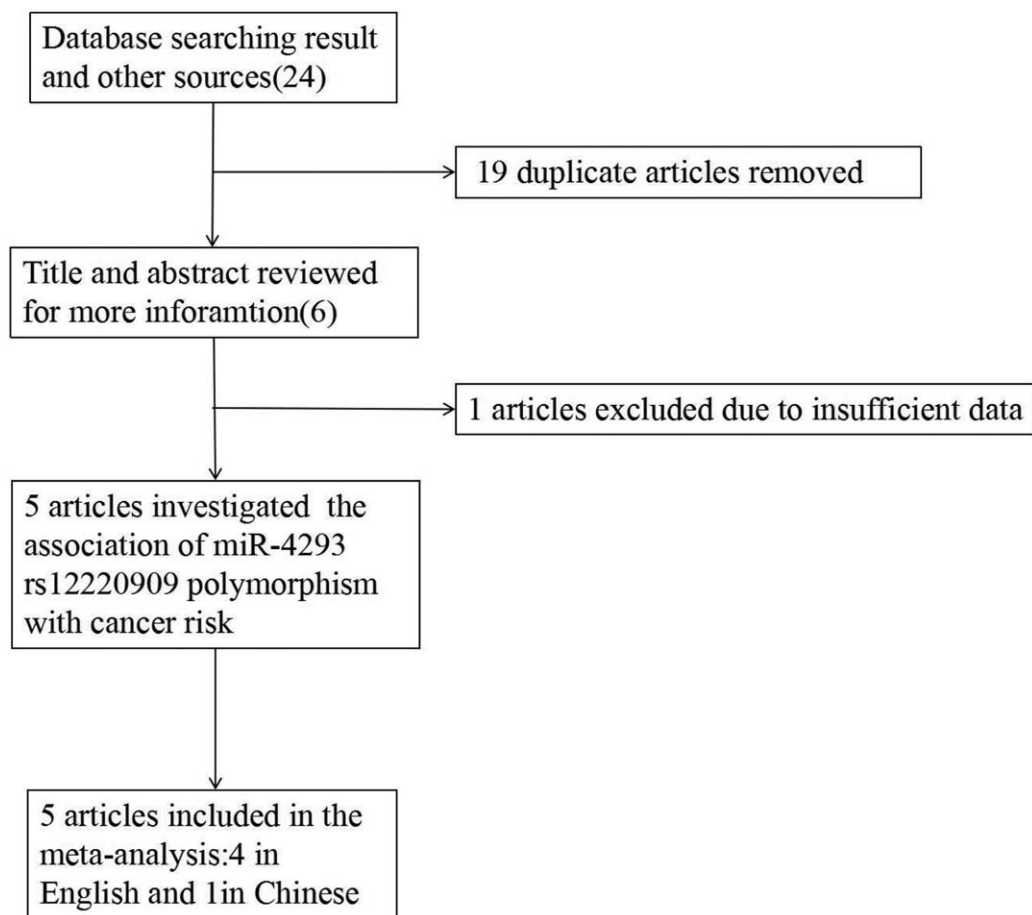 Database searching result
and other sources(24)
19 duplicate articles removed
Title and abstract reviewed
for more inforamtion(6)
1 articles excluded due to insufficient data
5 articles investigated the
association of miR-4293
rs12220909 polymorphism
with cancer risk
5 articles included in the
meta-analysis:4 in
English and 1in Chinese